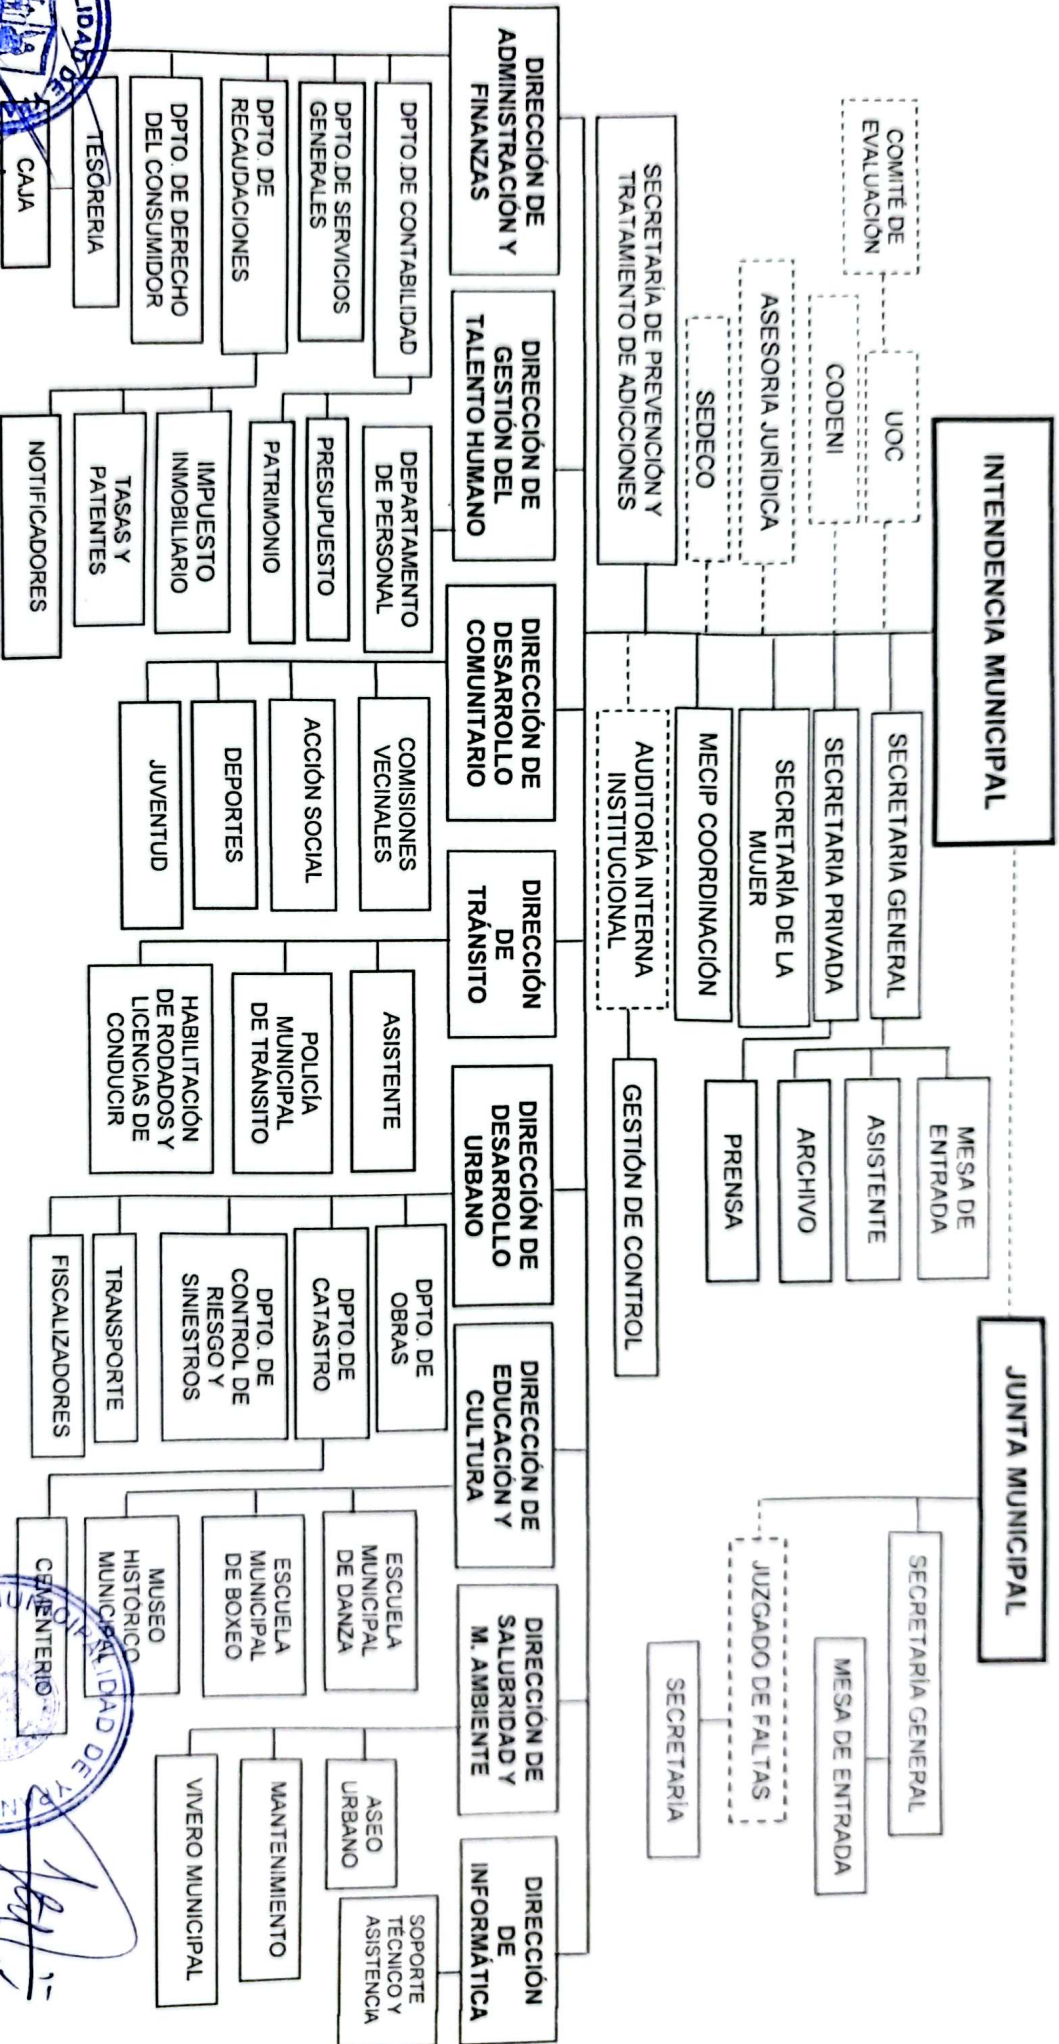 INTENDENCIA MUNICIPAL
JUNTA MUNICIPAL
COMITÉ DE
EVALUACIÓN
UOC
CODENI
ASESORIA JURÍDICA
SEDECO
SECRETARÍA DE PREVENCIÓN Y
TRATAMIENTO DE ADICCIONES
SECRETARIA GENERAL
SECRETARIA PRIVADA
SECRETARÍA DE LA
MUJER
MECIP COORDINACIÓN
AUDITORÍA INTERNA
INSTITUCIONAL
MESA DE
ENTRADA
ASISTENTE
ARCHIVO
PRENSA
GESTIÓN DE CONTROL
SECRETARÍA GENERAL
MESA DE ENTRADA
JUZGADO DE FALTAS
SECRETARÍA
DIRECCIÓN DE
ADMINISTRACIÓN Y
FINANZAS
DPTO.DE CONTABILIDAD
DPTO.DE SERVICIOS
GENERALES
DPTO. DE
RECAUDACIONES
DPTO. DE DERECHO
DEL CONSUMIDOR
TESORERIA
CAJA
PRESUPUESTO
PATRIMONIO
IMPUESTO
INMOBILIARIO
TASAS Y
PATENTES
NOTIFICADORES
DIRECCIÓN DE
GESTIÓN DEL
TALENTO HUMANO
DEPARTAMENTO
DE PERSONAL
DIRECCIÓN DE
DESARROLLO
COMUNITARIO
COMISIONES
VECINALES
ACCIÓN SOCIAL
DEPORTES
JUVENTUD
DIRECCIÓN
DE
TRÁNSITO
ASISTENTE
POLICÍA
MUNICIPAL
DE TRÁNSITO
HABILITACIÓN
DE RODADOS Y
LICENCIAS DE
CONDUCIR
DIRECCIÓN DE
DESARROLLO
URBANO
DPTO. DE
OBRAS
DPTO.DE
CATASTRO
DPTO. DE
CONTROL DE
RIESGO Y
SINIESTROS
TRANSPORTE
FISCALIZADORES
CEMENTERIO
DIRECCIÓN DE
EDUCACIÓN Y
CULTURA
ESCUELA
MUNICIPAL
DE DANZA
ESCUELA
MUNICIPAL
DE BOXEO
MUSEO
HISTÓRICO
MUNICIPAL
DIRECCIÓN DE
SALUBRIDAD Y
M. AMBIENTE
ASEO
URBANO
MANTENIMIENTO
VIVERO MUNICIPAL
DIRECCIÓN
DE
INFORMÁTICA
SOPORTE
TÉCNICO Y
ASISTENCIA